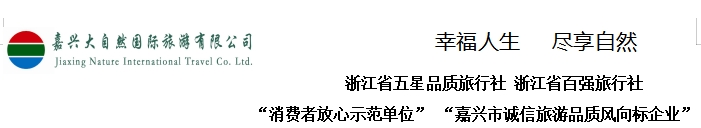 嘉兴大自然国际旅游有限公司
Jiaxing Nature International Travel Co. Ltd.
幸福人生 尽享自然
浙江省五星品质旅行社 浙江省百强旅行社
“消费者放心示范单位” “嘉兴市诚信旅游品质风向标企业”